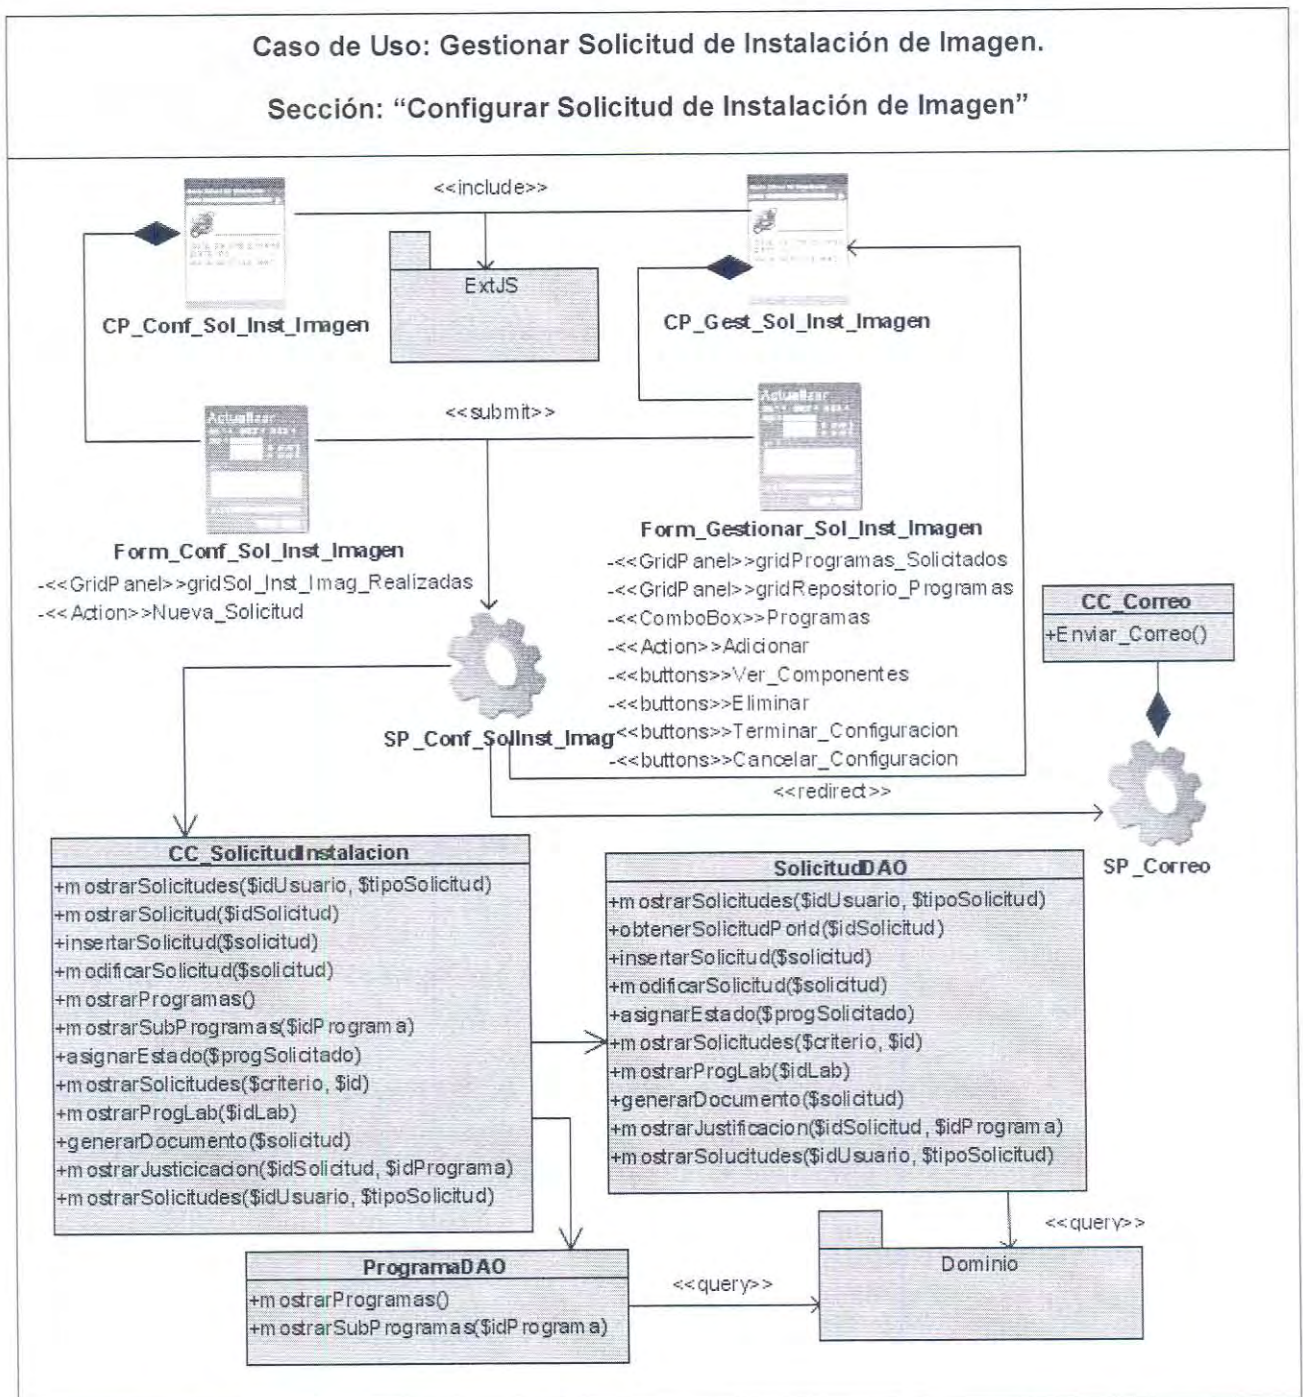 Caso de Uso: Gestionar Solicitud de Instalación de Imagen.
Sección: “Configurar Solicitud de Instalación de Imagen”
<<include>>
ExtJS
CP_Conf_Sol_Inst_Imagen
CP_Gest_Sol_Inst_Imagen
Actualizar
<<submit>>
Actualizar
Form_Conf_Sol_Inst_Imagen
-<<GridPanel>>gridSol_Inst_Imag_Realizadas
-<<Action>>Nueva_Solicitud
Form_Gestionar_Sol_Inst_Imagen
-<<GridPanel>>gridProgramas_Solicitados
-<<GridPanel>>gridRepositorio_Programas
-<<ComboBox>>Programas
-<<Action>>Adicionar
-<<buttons>>Ver_Componentes
-<<buttons>>Eliminar
-<<buttons>>Terminar_Configuracion
-<<buttons>>Cancelar_Configuracion
CC_Correo
+Enviar_Correo()
SP_Conf_SolInst_Imag
<<redirect>>
SP_Correo
CC_SolicitudInstalacion
+mostrarSolicitudes($idUsuario, $tipoSolicitud)
+mostrarSolicitud($idSolicitud)
+insertarSolicitud($solicitud)
+modificarSolicitud($solicitud)
+mostrarProgramas()
+mostrarSubProgramas($idPrograma)
+asignarEstado($progSolicitado)
+mostrarSolicitudes($criterio, $id)
+mostrarProgLab($idLab)
+generarDocumento($solicitud)
+mostrarJusticicacion($idSolicitud, $idPrograma)
+mostrarSolicitudes($idUsuario, $tipoSolicitud)
SolicitudDAO
+mostrarSolicitudes($idUsuario, $tipoSolicitud)
+obtenerSolicitudPorId($idSolicitud)
+insertarSolicitud($solicitud)
+modificarSolicitud($solicitud)
+asignarEstado($progSolicitado)
+mostrarSolicitudes($criterio, $id)
+mostrarProgLab($idLab)
+generarDocumento($solicitud)
+mostrarJustificacion($idSolicitud, $idPrograma)
+mostrarSolucitudes($idUsuario, $tipoSolicitud)
<<query>>
ProgramaDAO
+mostrarProgramas()
+mostrarSubProgramas($idPrograma)
<<query>>
Dominio